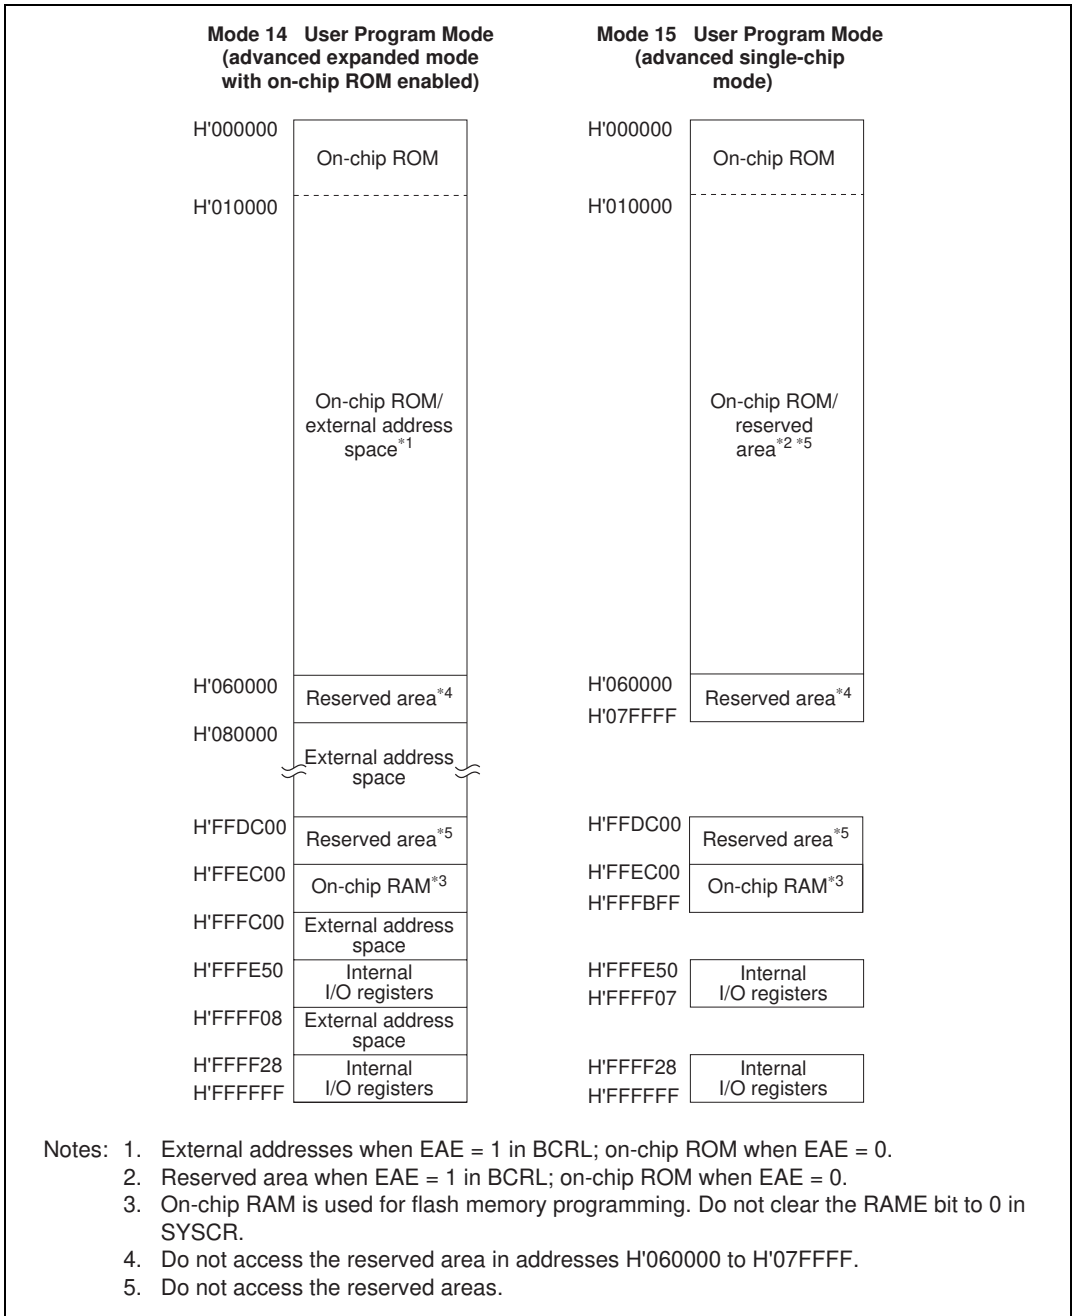 Mode 14 User Program Mode
(advanced expanded mode
with on-chip ROM enabled)
H'000000
On-chip ROM
H'010000
On-chip ROM/
external address
space*1
H'060000
Reserved area*4
H'080000
External address
space
H'FFDC00
Reserved area*5
H'FFEC00
On-chip RAM*3
H'FFFC00
External address
space
H'FFFE50
Internal
I/O registers
H'FFFF08
External address
space
H'FFFF28
Internal
I/O registers
H'FFFFFF
Mode 15 User Program Mode
(advanced single-chip
mode)
H'000000
On-chip ROM
H'010000
On-chip ROM/
reserved
area*2 *5
H'060000
Reserved area*4
H'07FFFF
H'FFDC00
Reserved area*5
H'FFEC00
On-chip RAM*3
H'FFFBFF
H'FFFE50
Internal
I/O registers
H'FFFF07
H'FFFF28
Internal
I/O registers
H'FFFFFF
Notes: 1. External addresses when EAE = 1 in BCRL; on-chip ROM when EAE = 0.
2. Reserved area when EAE = 1 in BCRL; on-chip ROM when EAE = 0.
3. On-chip RAM is used for flash memory programming. Do not clear the RAME bit to 0 in
SYSCR.
4. Do not access the reserved area in addresses H'060000 to H'07FFFF.
5. Do not access the reserved areas.